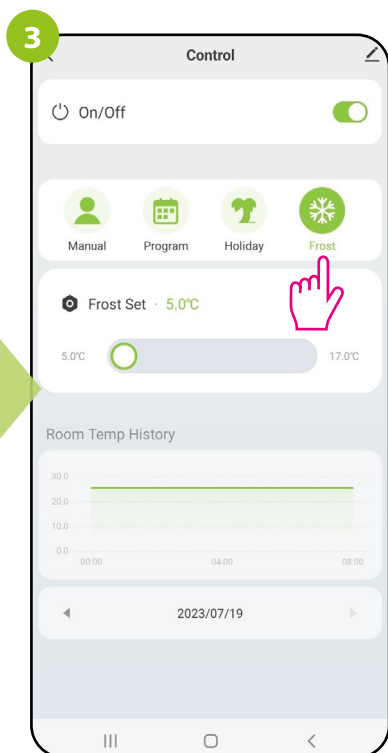 3
Control
On/Off
Manual Program Holiday Frost
Frost Set · 5.0℃
5.0℃ 17.0℃
Room Temp History
30.0
20.0
10.0
0.0
00:00 04:00 08:00
2023/07/19